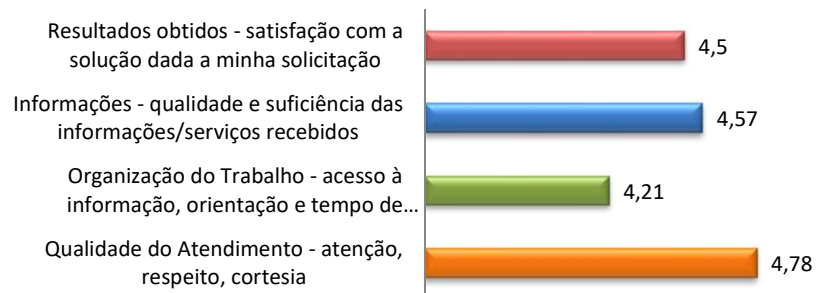 Resultados obtidos - satisfação com a
solução dada a minha solicitação
4,5
Informações - qualidade e suficiência das
informações/serviços recebidos
4,57
Organização do Trabalho - acesso à
informação, orientação e tempo de...
4,21
Qualidade do Atendimento - atenção,
respeito, cortesia
4,78